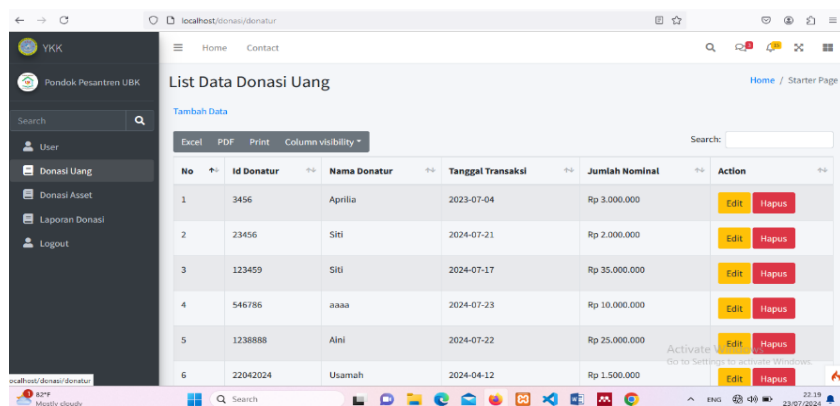 localhost/donasi/donatur
YKK
Home Contact
Pondok Pesantren UBK
List Data Donasi Uang
Home / Starter Page
Tambah Data
Search
Excel PDF Print Column visibility
Search:
User
Donasi Uang
Donasi Asset
Laporan Donasi
Logout
No Id Donatur Nama Donatur Tanggal Transaksi Jumlah Nominal Action
1 3456 Aprilia 2023-07-04 Rp 3.000.000 Edit Hapus
2 23456 Siti 2024-07-21 Rp 2.000.000 Edit Hapus
3 123459 Siti 2024-07-17 Rp 35.000.000 Edit Hapus
4 546786 aaaa 2024-07-23 Rp 10.000.000 Edit Hapus
5 1238888 Aini 2024-07-22 Rp 25.000.000 Edit Hapus
6 22042024 Usamah 2024-04-12 Rp 1.500.000 Edit Hapus
Activate Windows
Go to Settings to activate Windows.
ocalhost/donasi/donatur
82°F
Mostly cloudy
Search
ENG
22.19
23/07/2024